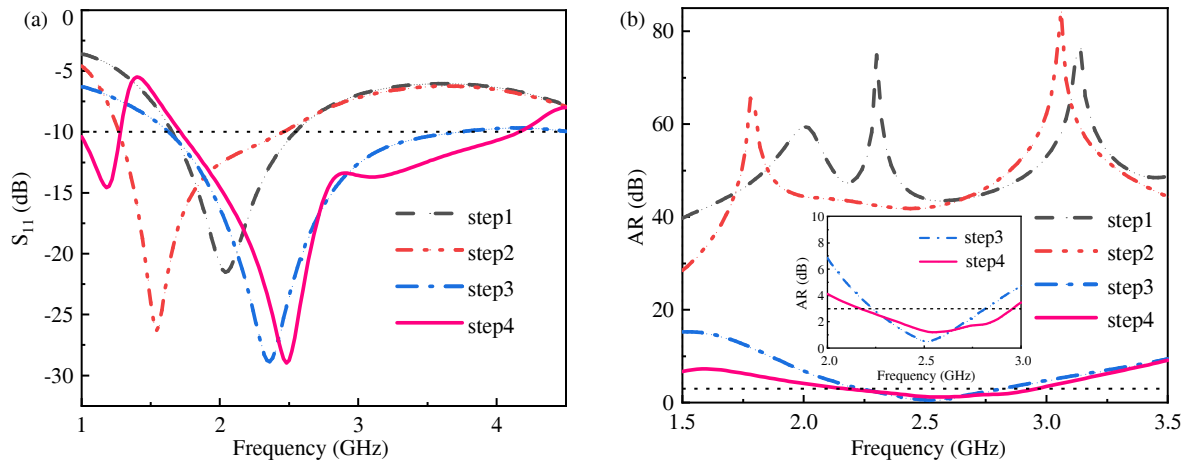 (a)
0
-5
-10
-15
-20
-25
-30
S11 (dB)
step1
step2
step3
step4
1 2 3 4
Frequency (GHz)
(b)
80
60
40
20
0
AR (dB)
step1
step2
step3
step4
10
8
6
4
2
0
AR (dB)
step3
step4
2.0 2.5 3.0
Frequency (GHz)
1.5 2.0 2.5 3.0 3.5
Frequency (GHz)